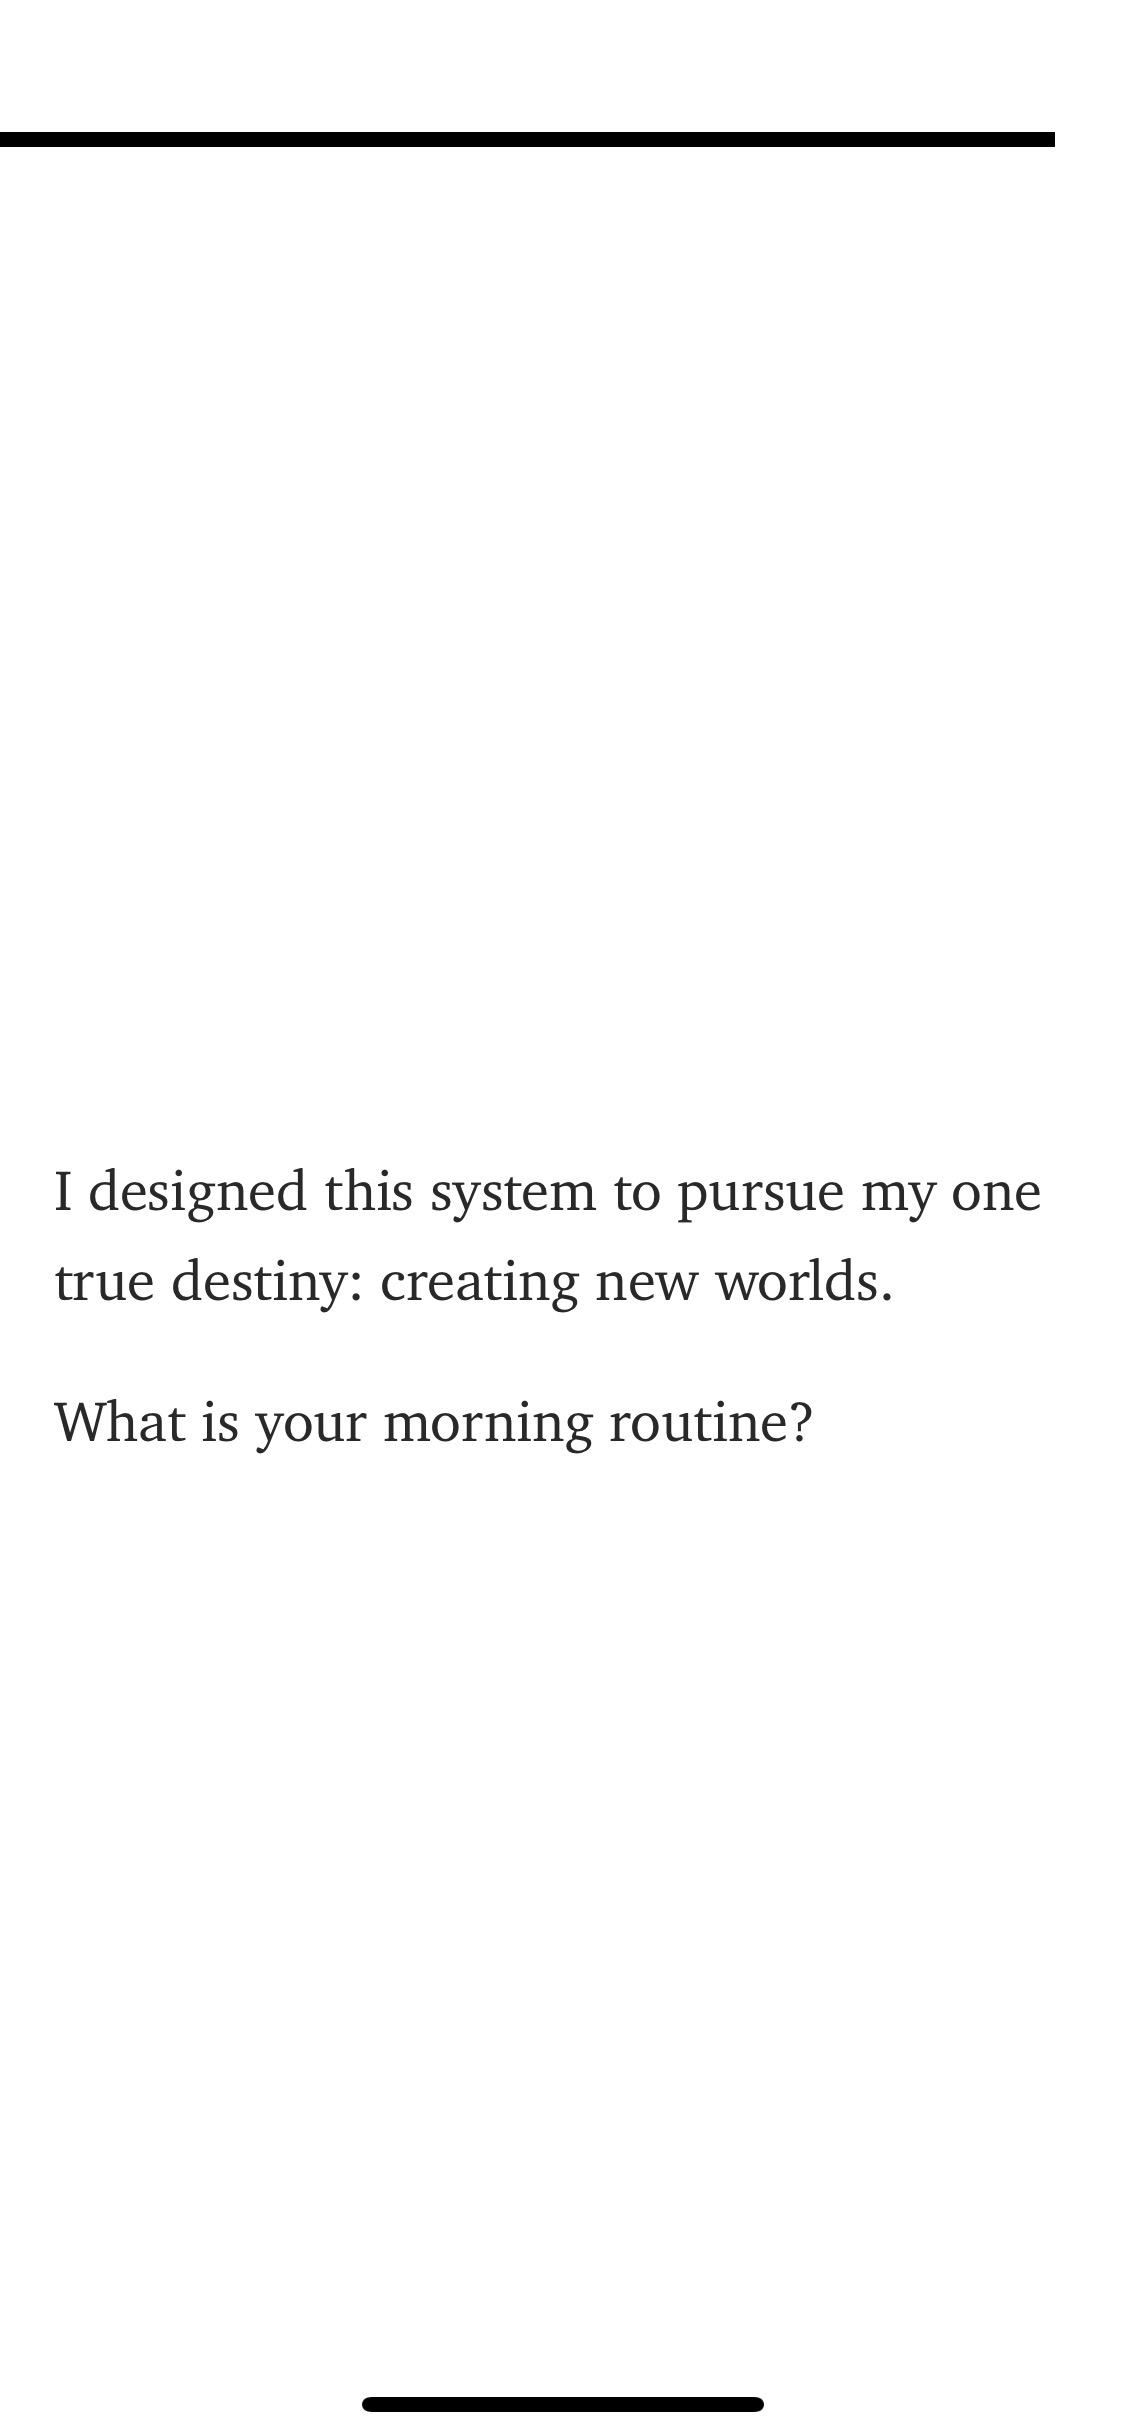 I designed this system to pursue my one
true destiny: creating new worlds.
What is your morning routine?